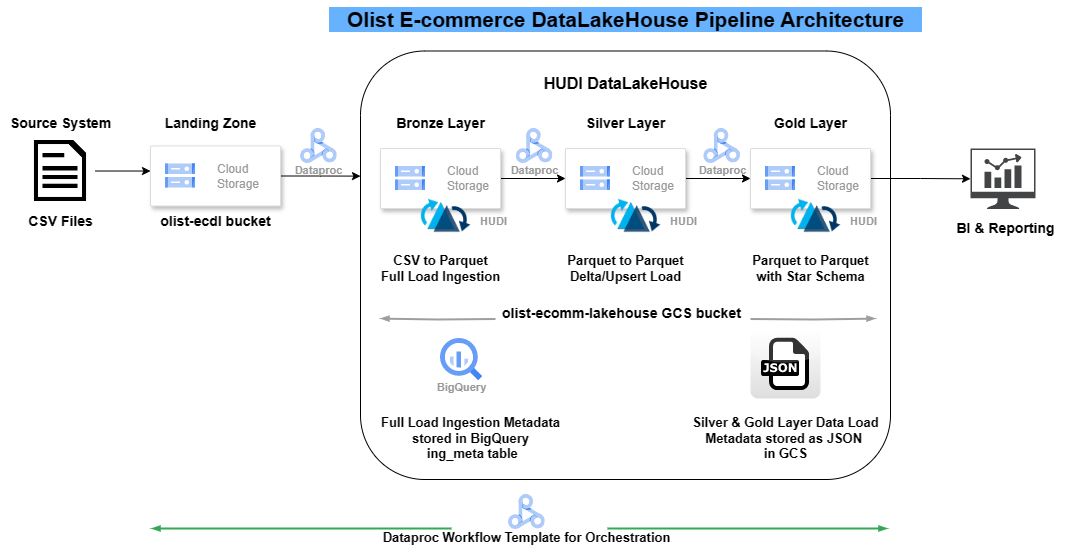 Olist E-commerce DataLakeHouse Pipeline Architecture
HUDI DataLakeHouse
Source System
Landing Zone
Bronze Layer
Silver Layer
Gold Layer
Cloud
Storage
Dataproc
Cloud
Storage
Dataproc
Cloud
Storage
Dataproc
Cloud
Storage
CSV Files
olist-ecdl bucket
HUDI
HUDI
HUDI
BI & Reporting
CSV to Parquet
Full Load Ingestion
Parquet to Parquet
Delta/Upsert Load
Parquet to Parquet
with Star Schema
olist-ecomm-lakehouse GCS bucket
BigQuery
JSON
Full Load Ingestion Metadata
stored in BigQuery
ing_meta table
Silver & Gold Layer Data Load
Metadata stored as JSON
in GCS
Dataproc Workflow Template for Orchestration